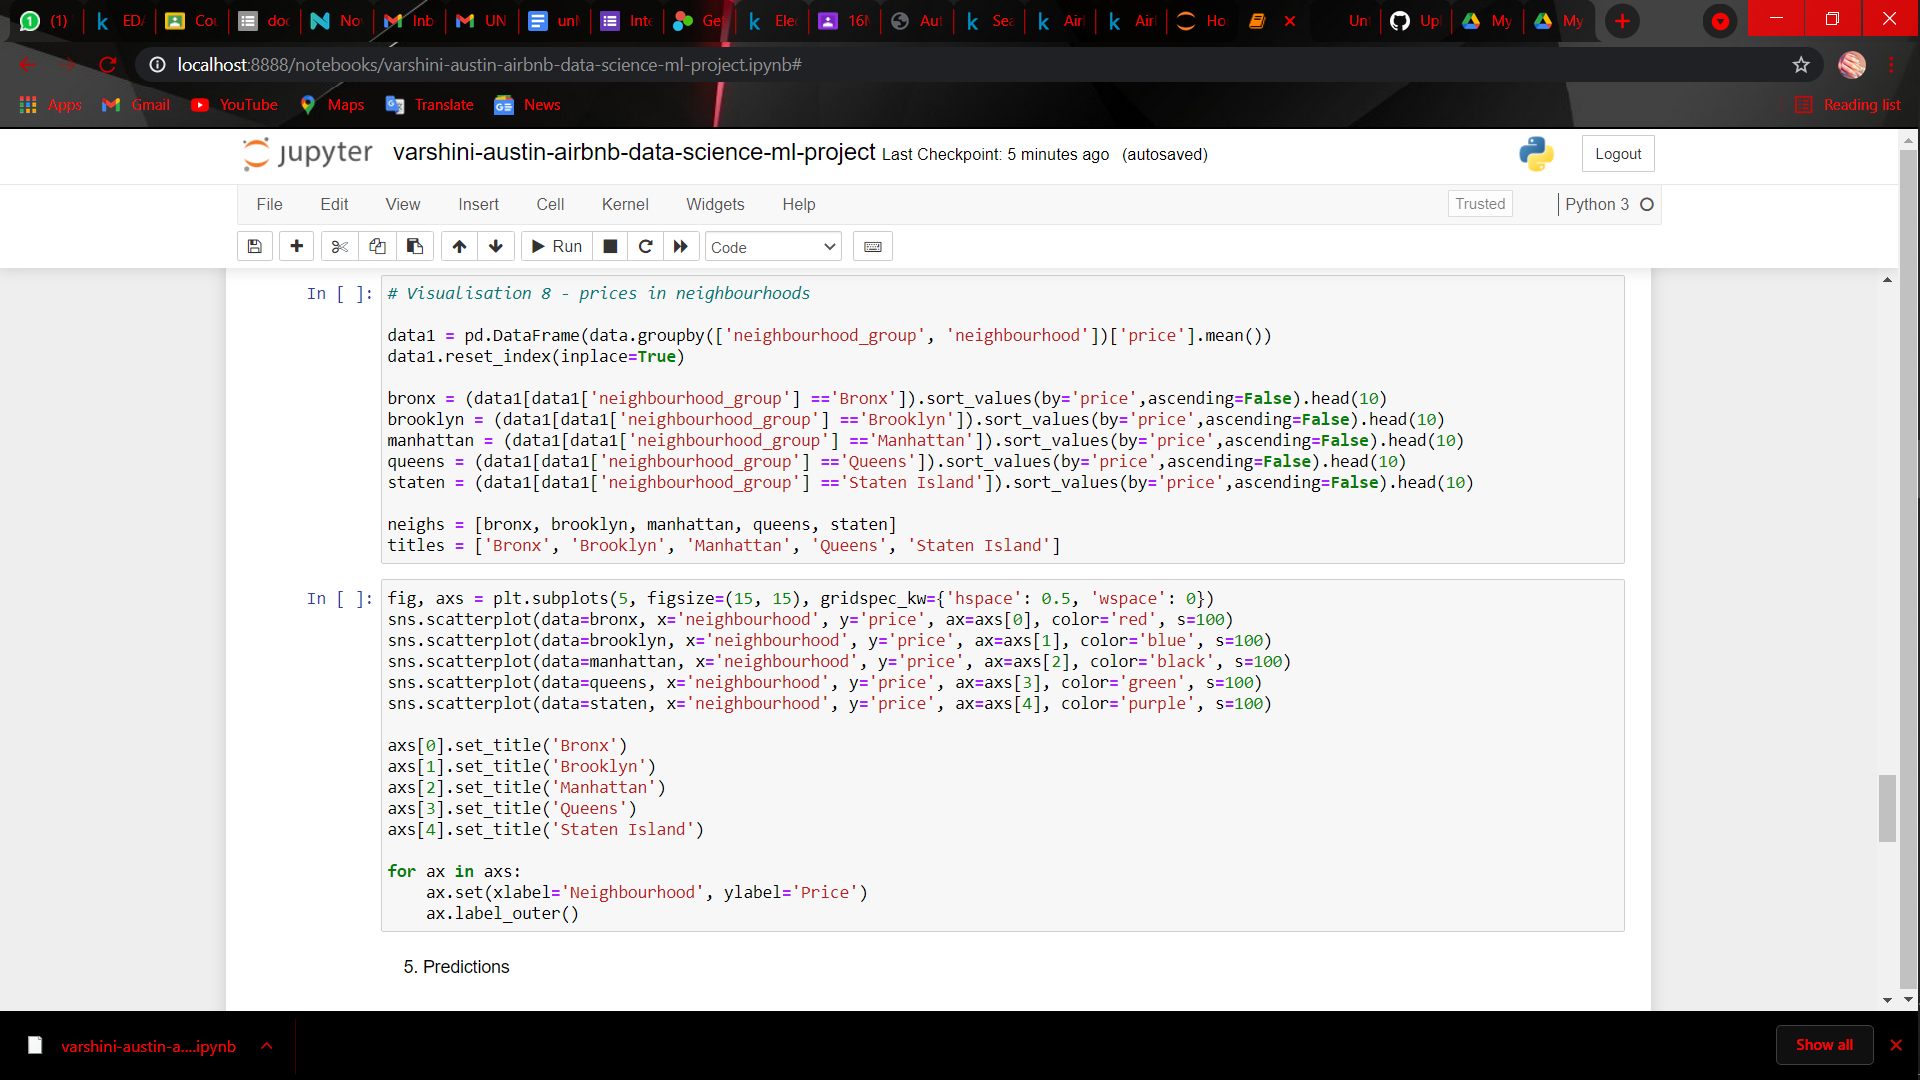 (1)
EDA
Cou
doc
No
Inb
UN
unl
Inte
Get
Elec
16N
Aut
Sea
Airl
Airl
Ho
Unt
Upl
My
My
localhost:8888/notebooks/varshini-austin-airbnb-data-science-ml-project.ipynb#
Apps Gmail YouTube Maps Translate News Reading list
jupyter varshini-austin-airbnb-data-science-ml-project Last Checkpoint: 5 minutes ago (autosaved) Logout
File Edit View Insert Cell Kernel Widgets Help Trusted Python 3
Run Code
In [ ]: # Visualisation 8 - prices in neighbourhoods
data1 = pd.DataFrame(data.groupby(['neighbourhood_group', 'neighbourhood'])['price'].mean())
data1.reset_index(inplace=True)
bronx = (data1[data1['neighbourhood_group'] =='Bronx']).sort_values(by='price',ascending=False).head(10)
brooklyn = (data1[data1['neighbourhood_group'] =='Brooklyn']).sort_values(by='price',ascending=False).head(10)
manhattan = (data1[data1['neighbourhood_group'] =='Manhattan']).sort_values(by='price',ascending=False).head(10)
queens = (data1[data1['neighbourhood_group'] =='Queens']).sort_values(by='price',ascending=False).head(10)
staten = (data1[data1['neighbourhood_group'] =='Staten Island']).sort_values(by='price',ascending=False).head(10)
neighs = [bronx, brooklyn, manhattan, queens, staten]
titles = ['Bronx', 'Brooklyn', 'Manhattan', 'Queens', 'Staten Island']
In [ ]: fig, axs = plt.subplots(5, figsize=(15, 15), gridspec_kw={'hspace': 0.5, 'wspace': 0})
sns.scatterplot(data=bronx, x='neighbourhood', y='price', ax=axs[0], color='red', s=100)
sns.scatterplot(data=brooklyn, x='neighbourhood', y='price', ax=axs[1], color='blue', s=100)
sns.scatterplot(data=manhattan, x='neighbourhood', y='price', ax=axs[2], color='black', s=100)
sns.scatterplot(data=queens, x='neighbourhood', y='price', ax=axs[3], color='green', s=100)
sns.scatterplot(data=staten, x='neighbourhood', y='price', ax=axs[4], color='purple', s=100)
axs[0].set_title('Bronx')
axs[1].set_title('Brooklyn')
axs[2].set_title('Manhattan')
axs[3].set_title('Queens')
axs[4].set_title('Staten Island')
for ax in axs:
    ax.set(xlabel='Neighbourhood', ylabel='Price')
    ax.label_outer()
5. Predictions
varshini-austin-a....ipynb Show all